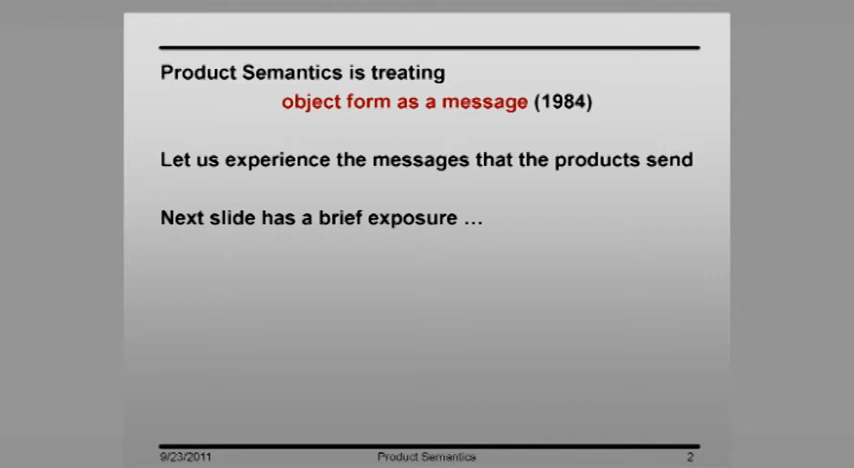 Product Semantics is treating
object form as a message (1984)
Let us experience the messages that the products send
Next slide has a brief exposure …
9/23/2011 Product Semantics 2